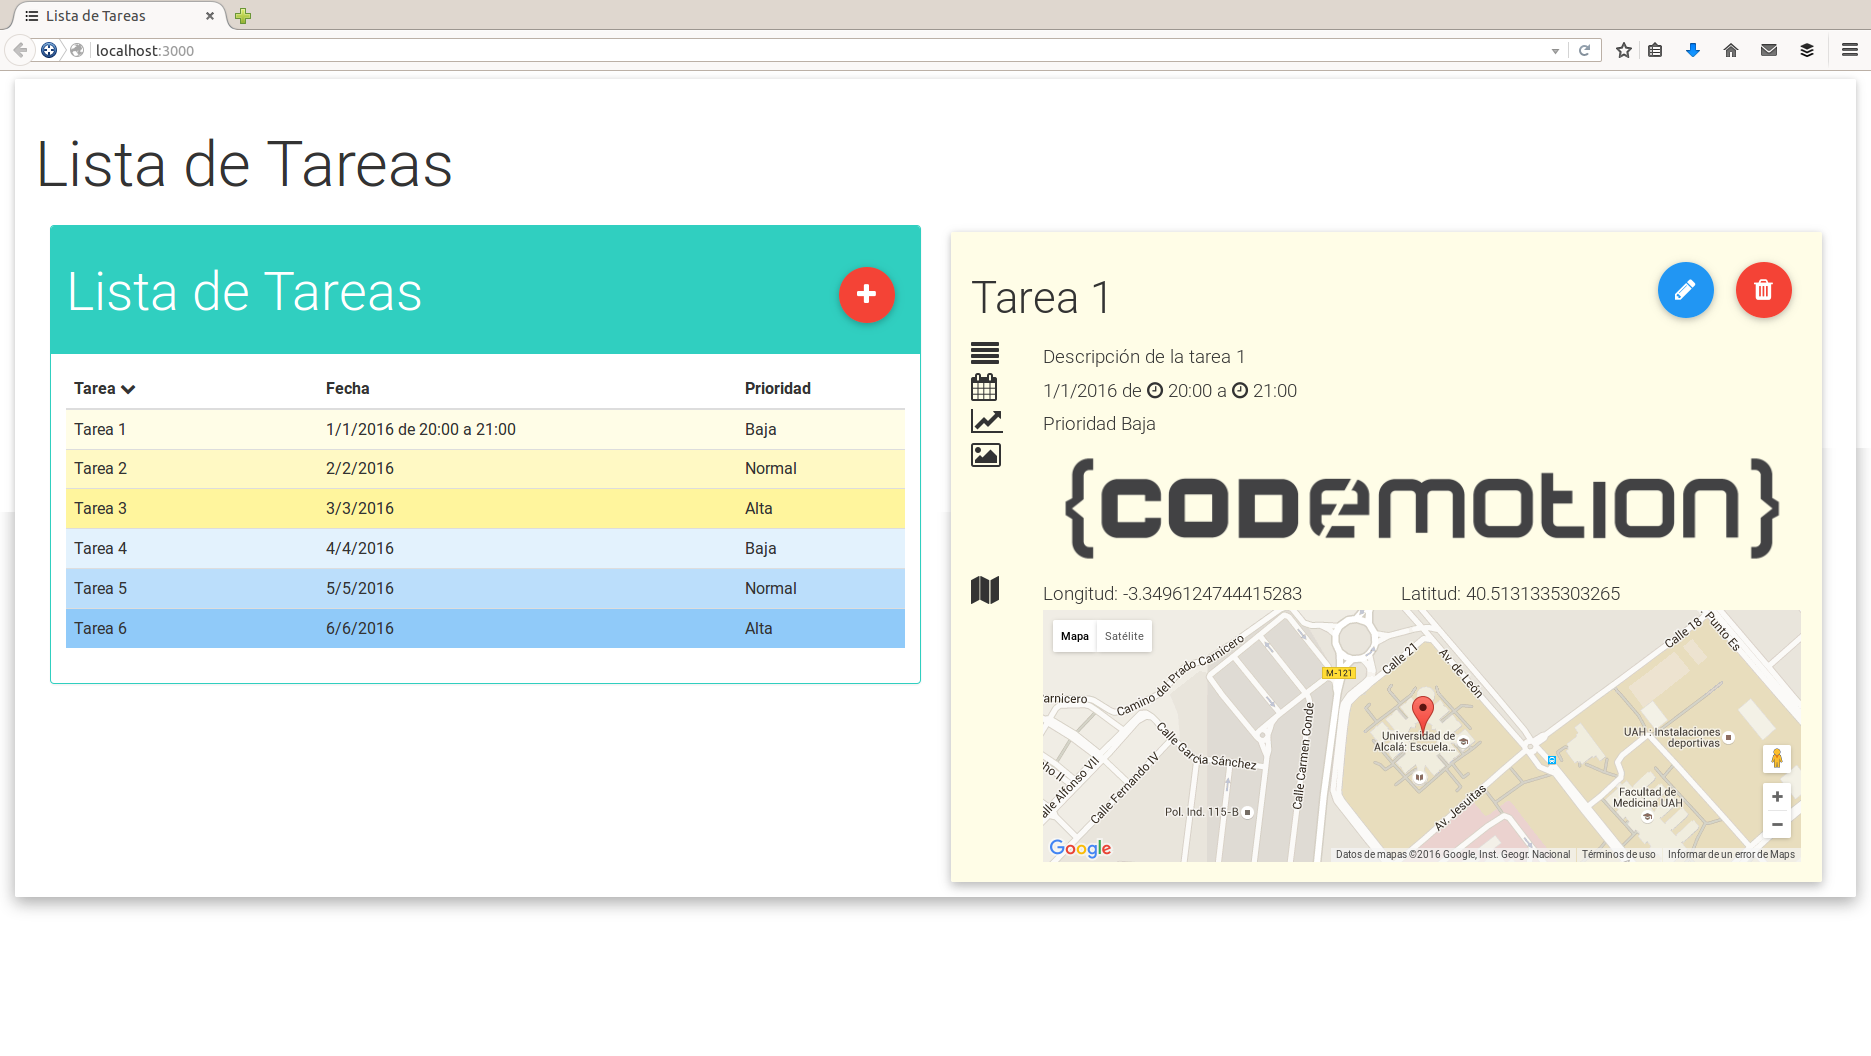 Lista de Tareas
localhost:3000
Lista de Tareas
Lista de Tareas
Tarea Fecha Prioridad
Tarea 1 1/1/2016 de 20:00 a 21:00 Baja
Tarea 2 2/2/2016 Normal
Tarea 3 3/3/2016 Alta
Tarea 4 4/4/2016 Baja
Tarea 5 5/5/2016 Normal
Tarea 6 6/6/2016 Alta
Tarea 1
Descripción de la tarea 1
1/1/2016 de 20:00 a 21:00
Prioridad Baja
{codemotion}
Longitud: -3.3496124744415283 Latitud: 40.5131335303265
Mapa Satélite
Camino del Prado Carnicero
arnicero
M-121
Calle 21
Av. de León
Calle 18
Punto Es
Calle García Sánchez
Calle Carmen Conde
Universidad de
Alcalá: Escuela...
UAH : Instalaciones
deportivas
ho II
alle Alfonso VII
Calle Fernando IV
Pol. Ind. 115-B
Av. Jesuitas
Facultad de
Medicina UAH
Google
Datos de mapas ©2016 Google, Inst. Geogr. Nacional Términos de uso Informar de un error de Maps